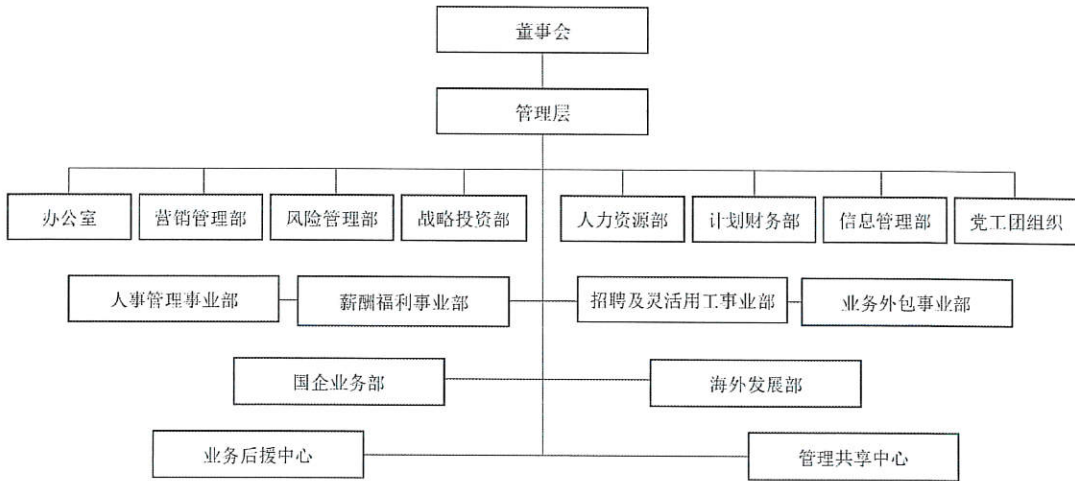 董事会
管理层
办公室
营销管理部
风险管理部
战略投资部
人力资源部
计划财务部
信息管理部
党工团组织
人事管理事业部
薪酬福利事业部
招聘及灵活用工事业部
业务外包事业部
国企业务部
海外发展部
业务后援中心
管理共享中心